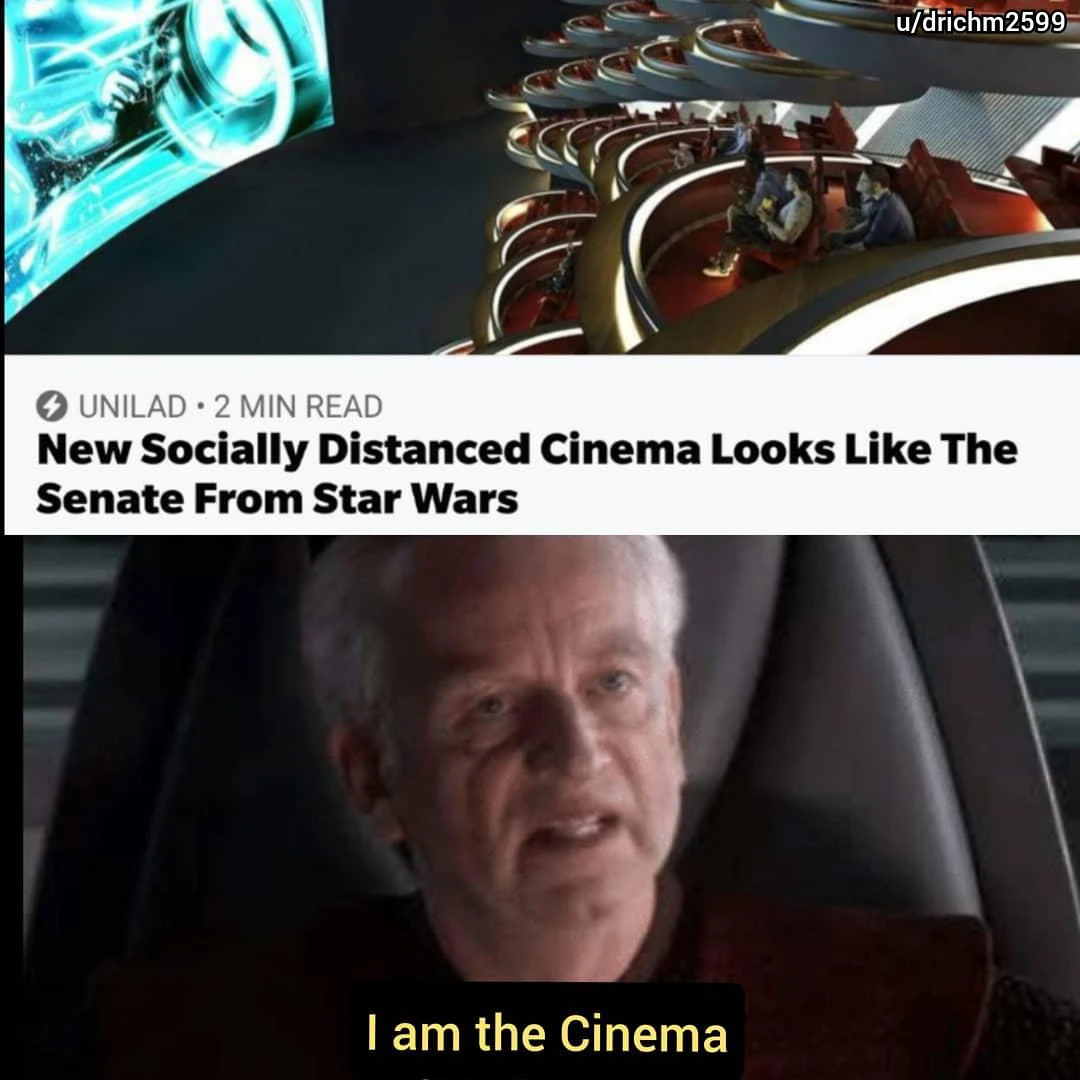 u/drichm2599
UNILAD • 2 MIN READ
New Socially Distanced Cinema Looks Like The
Senate From Star Wars
I am the Cinema